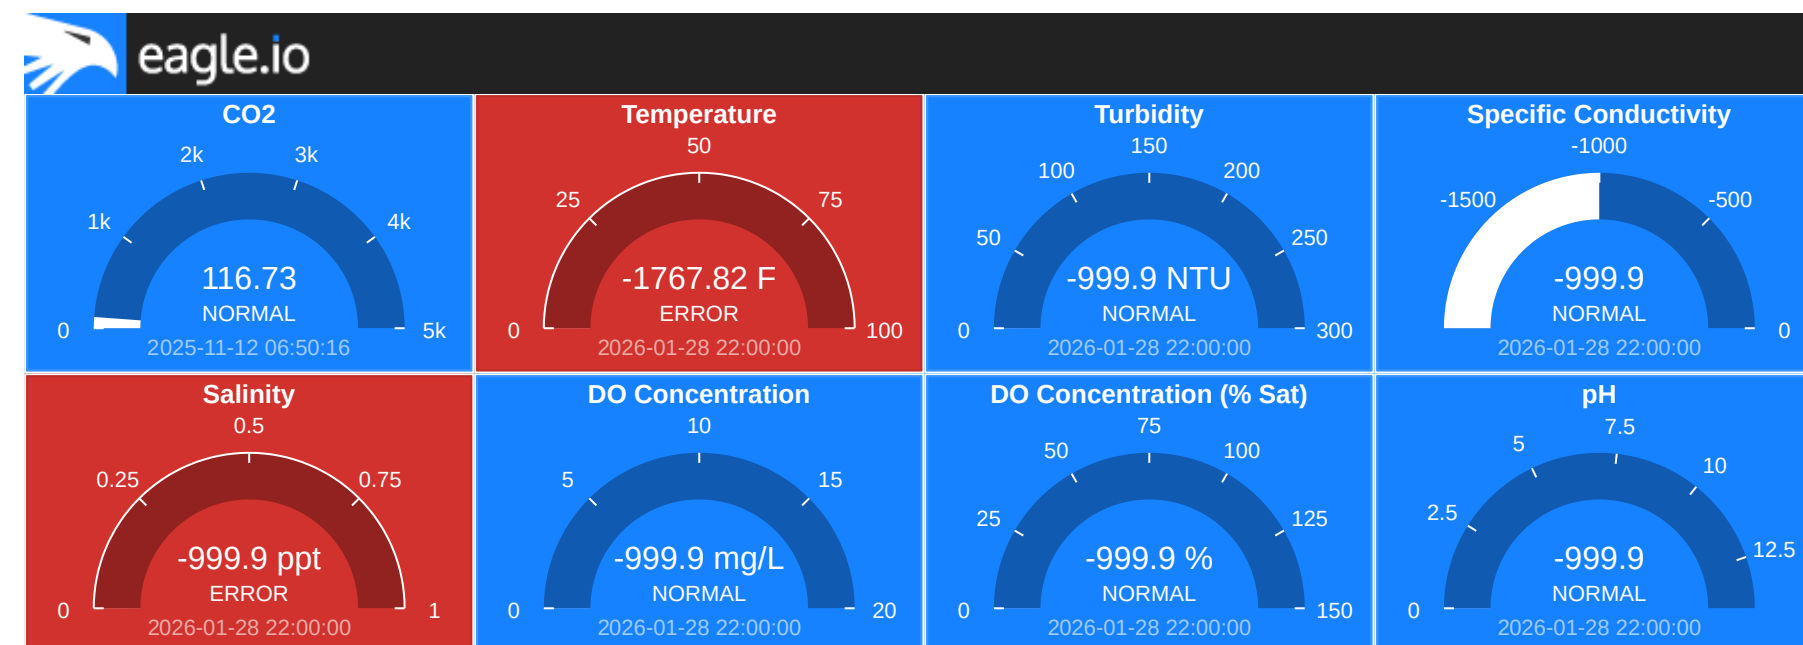 eagle.io
CO2
0
1k
2k
3k
4k
5k
116.73
NORMAL
2025-11-12 06:50:16
Temperature
0
25
50
75
100
-1767.82 F
ERROR
2026-01-28 22:00:00
Turbidity
0
50
100
150
200
250
300
-999.9 NTU
NORMAL
2026-01-28 22:00:00
Specific Conductivity
-1500
-1000
-500
0
-999.9
NORMAL
2026-01-28 22:00:00
Salinity
0
0.25
0.5
0.75
1
-999.9 ppt
ERROR
2026-01-28 22:00:00
DO Concentration
0
5
10
15
20
-999.9 mg/L
NORMAL
2026-01-28 22:00:00
DO Concentration (% Sat)
0
25
50
75
100
125
150
-999.9 %
NORMAL
2026-01-28 22:00:00
pH
0
2.5
5
7.5
10
12.5
-999.9
NORMAL
2026-01-28 22:00:00